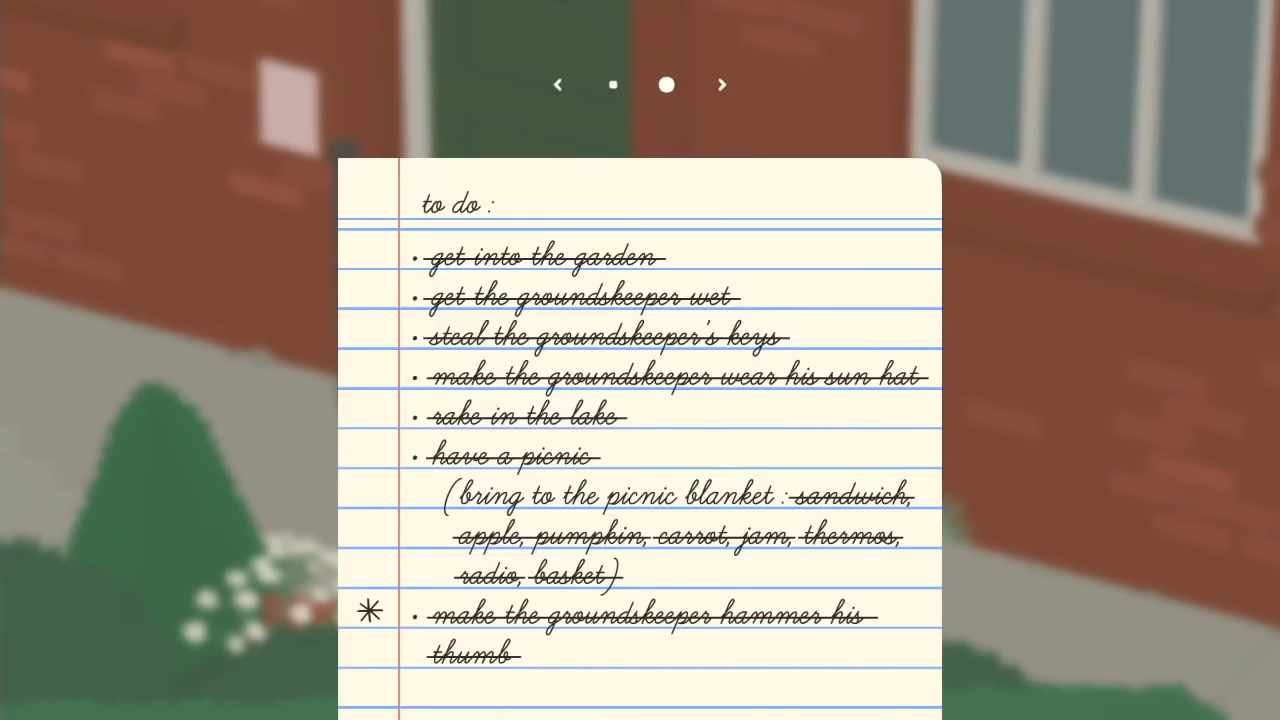 to do :
• get into the garden
• get the groundskeeper wet
• steal the groundskeeper's keys
• make the groundskeeper wear his sun hat
• rake in the lake
• have a picnic
(bring to the picnic blanket : sandwich,
apple, pumpkin, carrot, jam, thermos,
radio, basket)
• make the groundskeeper hammer his
thumb